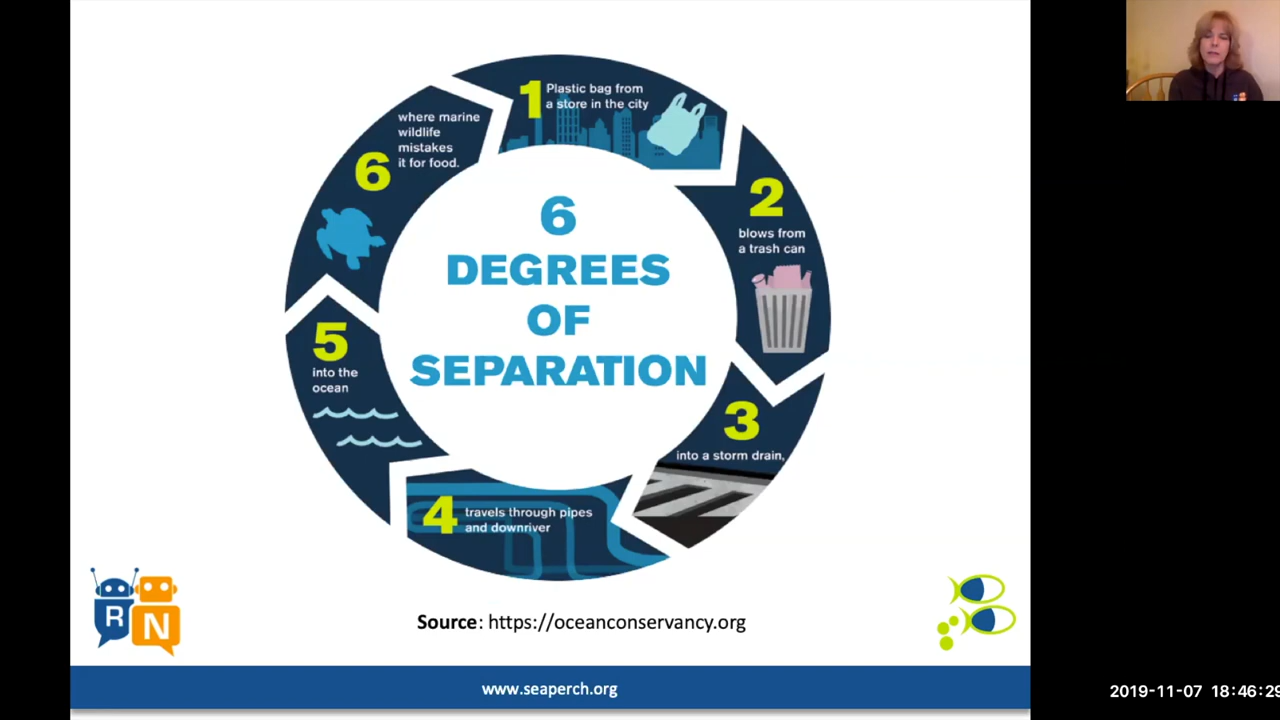 1 Plastic bag from
a store in the city
2
blows from
a trash can
3
into a storm drain,
4 travels through pipes
and downriver
5
into the
ocean
6
where marine
wildlife
mistakes
it for food.
6
DEGREES
OF
SEPARATION
R N
Source: https://oceanconservancy.org
www.seaperch.org
2019-11-07 18:46:29